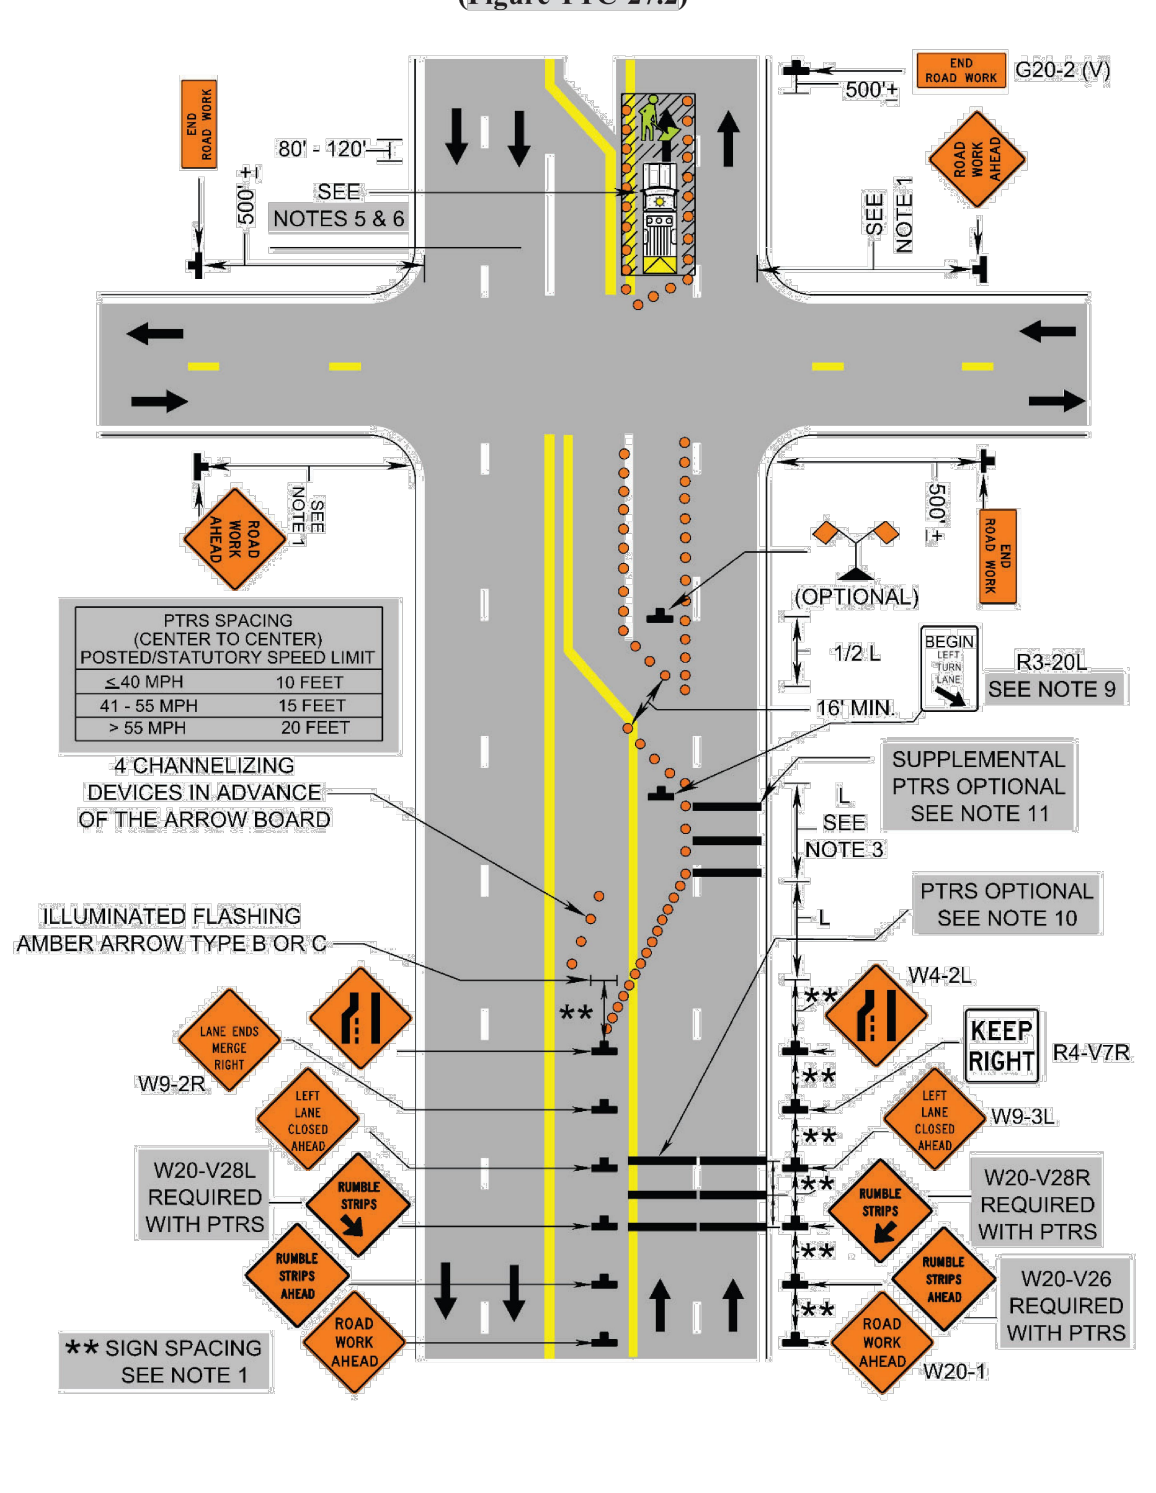 (Figure TTC-27.2)
END
ROAD WORK
G20-2 (V)
500'±
END
ROAD WORK
ROAD
WORK
AHEAD
80' - 120'
500' ±
SEE
NOTES 5 & 6
SEE
NOTE 1
SEE
NOTE 1
ROAD
WORK
AHEAD
500' ±
END
ROAD WORK
(OPTIONAL)
PTRS SPACING
(CENTER TO CENTER)
POSTED/STATUTORY SPEED LIMIT
≤40 MPH 10 FEET
41 - 55 MPH 15 FEET
> 55 MPH 20 FEET
BEGIN
LEFT
TURN
LANE
R3-20L
SEE NOTE 9
1/2 L
16' MIN.
4 CHANNELIZING
DEVICES IN ADVANCE
OF THE ARROW BOARD
SUPPLEMENTAL
PTRS OPTIONAL
SEE NOTE 11
L
SEE
NOTE 3
PTRS OPTIONAL
SEE NOTE 10
L
ILLUMINATED FLASHING
AMBER ARROW TYPE B OR C
**
**
W4-2L
LANE ENDS
MERGE
RIGHT
W9-2R
KEEP
RIGHT
R4-V7R
**
LEFT
LANE
CLOSED
AHEAD
LEFT
LANE
CLOSED
AHEAD
W9-3L
**
W20-V28L
REQUIRED
WITH PTRS
RUMBLE
STRIPS
**
RUMBLE
STRIPS
W20-V28R
REQUIRED
WITH PTRS
**
RUMBLE
STRIPS
AHEAD
RUMBLE
STRIPS
AHEAD
W20-V26
REQUIRED
WITH PTRS
**
** SIGN SPACING
SEE NOTE 1
ROAD
WORK
AHEAD
ROAD
WORK
AHEAD
W20-1